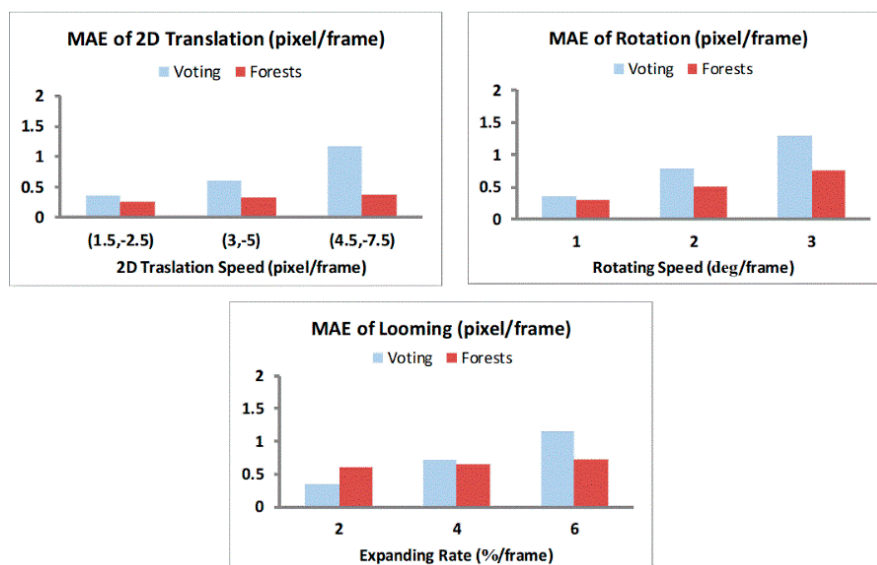 MAE of 2D Translation (pixel/frame)
Voting Forests
2
1.5
1
0.5
0
(1.5,-2.5) (3,-5) (4.5,-7.5)
2D Traslation Speed (pixel/frame)
MAE of Rotation (pixel/frame)
Voting Forests
2
1.5
1
0.5
0
1 2 3
Rotating Speed (deg/frame)
MAE of Looming (pixel/frame)
Voting Forests
2
1.5
1
0.5
0
2 4 6
Expanding Rate (%/frame)